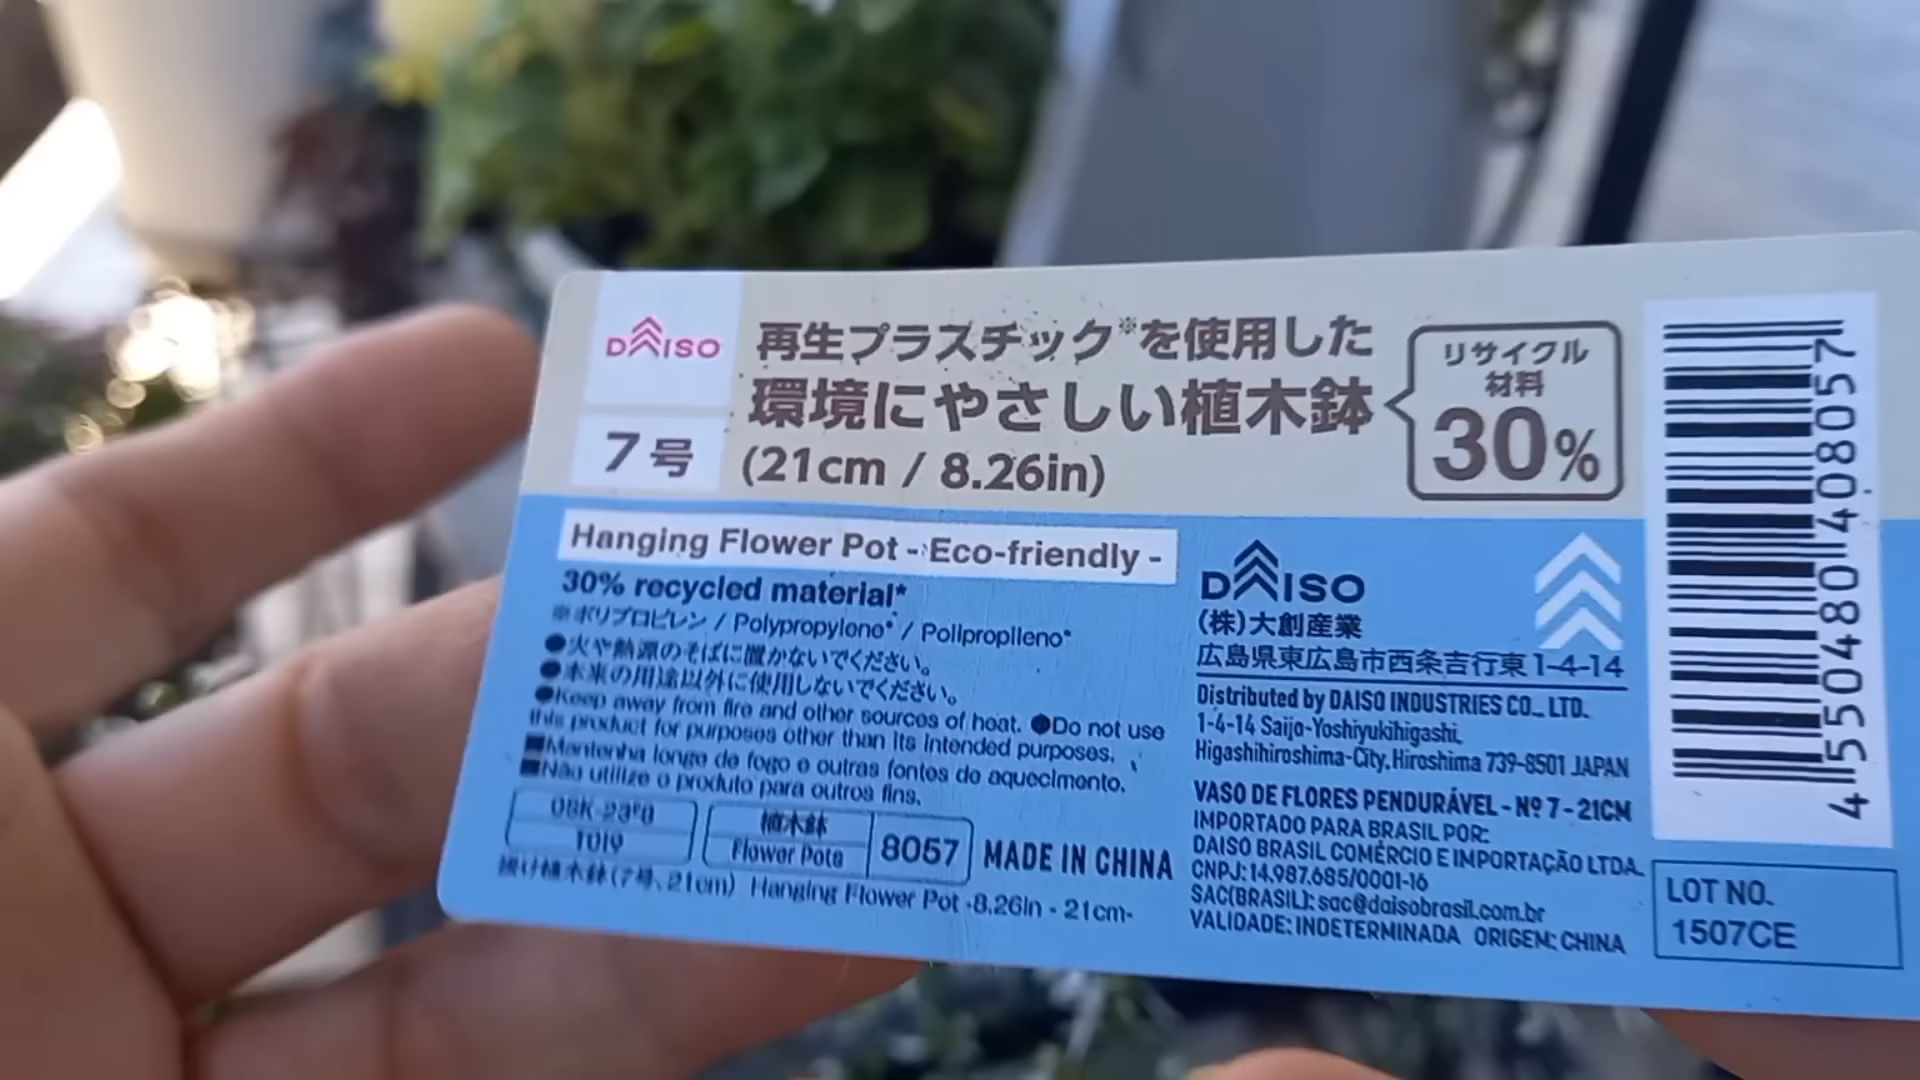 DAISO
7号
再生プラスチック※を使用した
環境にやさしい植木鉢
(21cm / 8.26in)
リサイクル
材料
30%
Hanging Flower Pot - Eco-friendly -
30% recycled material*
※ポリプロピレン / Polypropylene* / Polipropileno*
●火や熱源のそばに置かないでください。
●本来の用途以外に使用しないでください。
●Keep away from fire and other sources of heat. ●Do not use
this product for purposes other than its intended purposes.
■Mantenha longe de fogo e outras fontes de aquecimento.
■Não utilize o produto para outros fins.
植木鉢
Flower Pots
8057
MADE IN CHINA
掛け植木鉢(7号、21cm) Hanging Flower Pot -8.26in - 21cm-
DAISO
(株)大創産業
広島県東広島市西条吉行東1-4-14
Distributed by DAISO INDUSTRIES CO., LTD.
1-4-14 Saijo-Yoshiyukihigashi,
Higashihiroshima-City, Hiroshima 739-8501 JAPAN
VASO DE FLORES PENDURÁVEL - Nº 7 - 21CM
IMPORTADO PARA BRASIL POR:
DAISO BRASIL COMÉRCIO E IMPORTAÇÃO LTDA.
CNPJ: 14.987.685/0001-16
SAC(BRASIL): sac@daisobrasil.com.br
VALIDADE: INDETERMINADA ORIGEM: CHINA
4550480408057
LOT NO.
1507CE